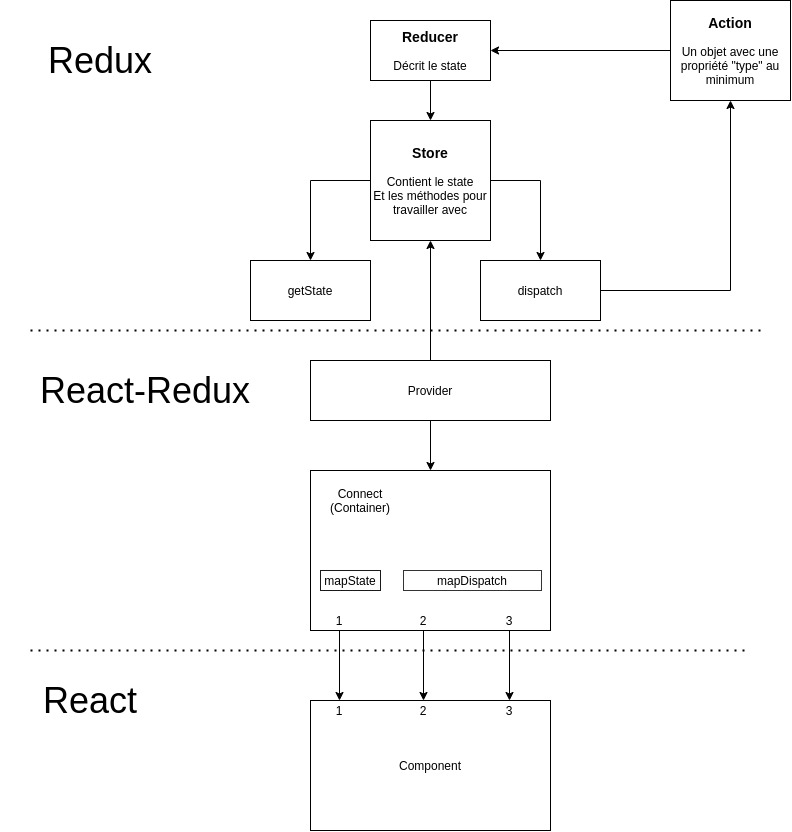 Redux
Reducer
Décrit le state
Action
Un objet avec une
propriété "type" au
minimum
Store
Contient le state
Et les méthodes pour
travailler avec
getState
dispatch
React-Redux
Provider
Connect
(Container)
mapState
mapDispatch
1 2 3
React
1 2 3
Component